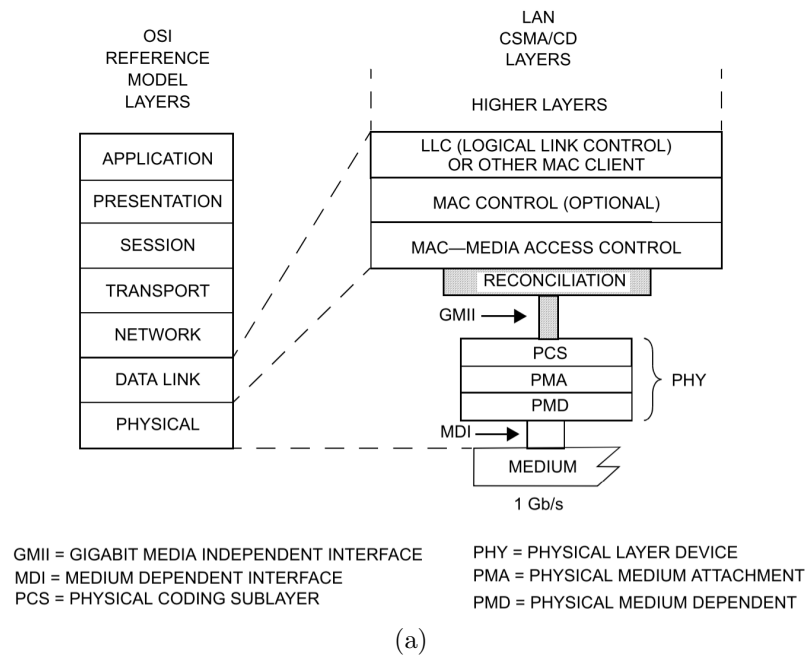 OSI
REFERENCE
MODEL
LAYERS
APPLICATION
PRESENTATION
SESSION
TRANSPORT
NETWORK
DATA LINK
PHYSICAL
LAN
CSMA/CD
LAYERS
HIGHER LAYERS
LLC (LOGICAL LINK CONTROL)
OR OTHER MAC CLIENT
MAC CONTROL (OPTIONAL)
MAC—MEDIA ACCESS CONTROL
RECONCILIATION
GMII
PCS
PMA
PMD
PHY
MDI
MEDIUM
1 Gb/s
GMII = GIGABIT MEDIA INDEPENDENT INTERFACE
MDI = MEDIUM DEPENDENT INTERFACE
PCS = PHYSICAL CODING SUBLAYER
PHY = PHYSICAL LAYER DEVICE
PMA = PHYSICAL MEDIUM ATTACHMENT
PMD = PHYSICAL MEDIUM DEPENDENT
(a)